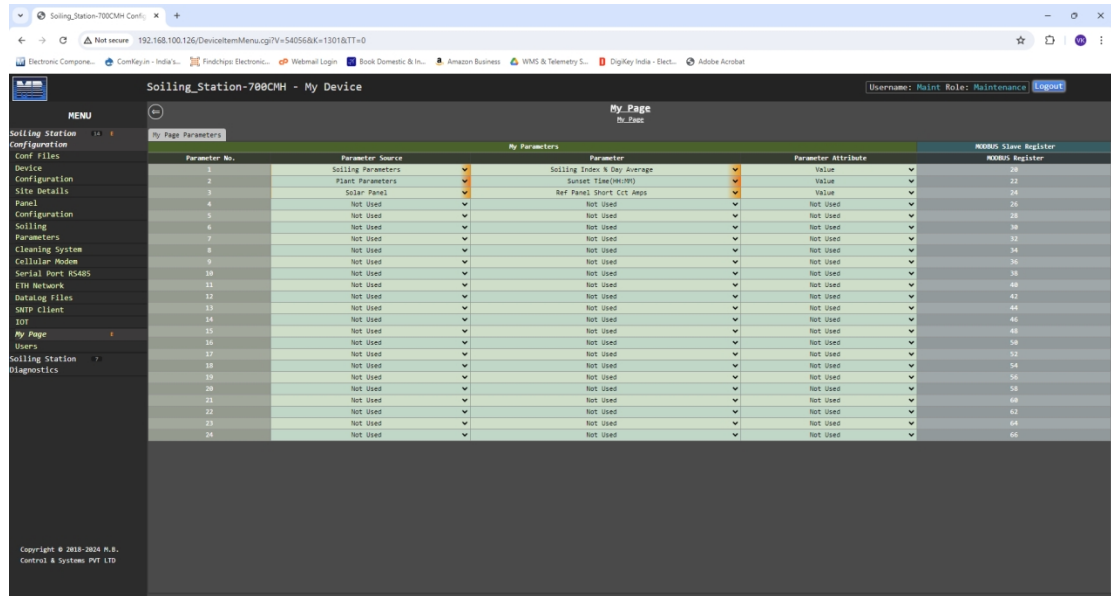 Soiling_Station-700CMH Config
Not secure 192.168.100.126/DeviceItemMenu.cgi?V=54056&K=1301&TT=0
VK
Electronic Compone... ComKey.in - India's... Findchips: Electronic... Webmail Login Book Domestic & In... Amazon Business WMS & Telemetry S... DigiKey India - Elect... Adobe Acrobat
Soiling_Station-700CMH - My Device
Username: Maint Role: Maintenance Logout
MENU
Soiling Station 14
Configuration
Conf Files
Device
Configuration
Site Details
Panel
Configuration
Soiling
Parameters
Cleaning System
Cellular Modem
Serial Port RS485
ETH Network
DataLog Files
SNTP Client
IOT
My Page
Users
Soiling Station 7
Diagnostics
Copyright © 2018-2024 M.B.
Control & Systems PVT LTD
My Page
My Page
My Page Parameters
My Parameters MODBUS Slave Register
Parameter No. Parameter Source Parameter Parameter Attribute MODBUS Register
1 Soiling Parameters Soiling Index % Day Average Value 20
2 Plant Parameters Sunset Time(HH:MM) Value 22
3 Solar Panel Ref Panel Short Cct Amps Value 24
4 Not Used Not Used Not Used 26
5 Not Used Not Used Not Used 28
6 Not Used Not Used Not Used 30
7 Not Used Not Used Not Used 32
8 Not Used Not Used Not Used 34
9 Not Used Not Used Not Used 36
10 Not Used Not Used Not Used 38
11 Not Used Not Used Not Used 40
12 Not Used Not Used Not Used 42
13 Not Used Not Used Not Used 44
14 Not Used Not Used Not Used 46
15 Not Used Not Used Not Used 48
16 Not Used Not Used Not Used 50
17 Not Used Not Used Not Used 52
18 Not Used Not Used Not Used 54
19 Not Used Not Used Not Used 56
20 Not Used Not Used Not Used 58
21 Not Used Not Used Not Used 60
22 Not Used Not Used Not Used 62
23 Not Used Not Used Not Used 64
24 Not Used Not Used Not Used 66